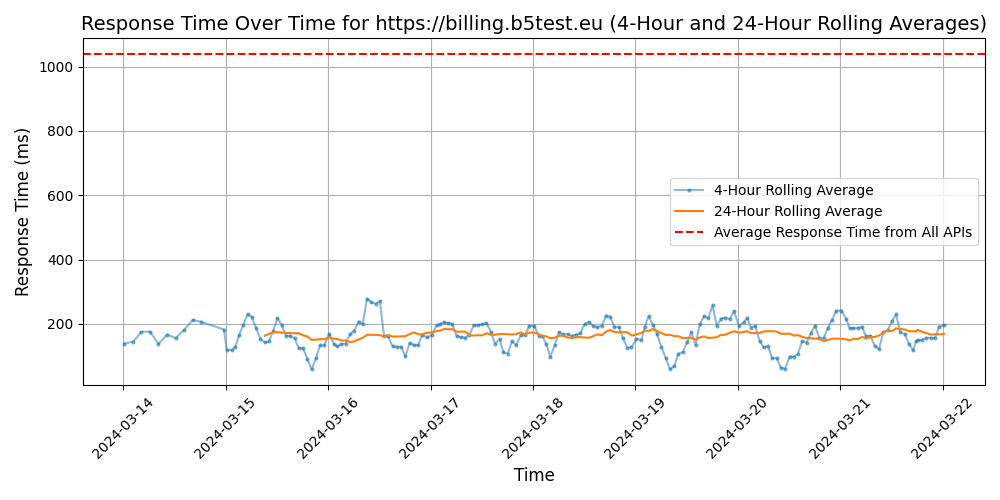 Response Time Over Time for https://billing.b5test.eu (4-Hour and 24-Hour Rolling Averages)
Response Time (ms)
1000
800
600
400
200
4-Hour Rolling Average
24-Hour Rolling Average
Average Response Time from All APIs
2024-03-14
2024-03-15
2024-03-16
2024-03-17
2024-03-18
2024-03-19
2024-03-20
2024-03-21
2024-03-22
Time